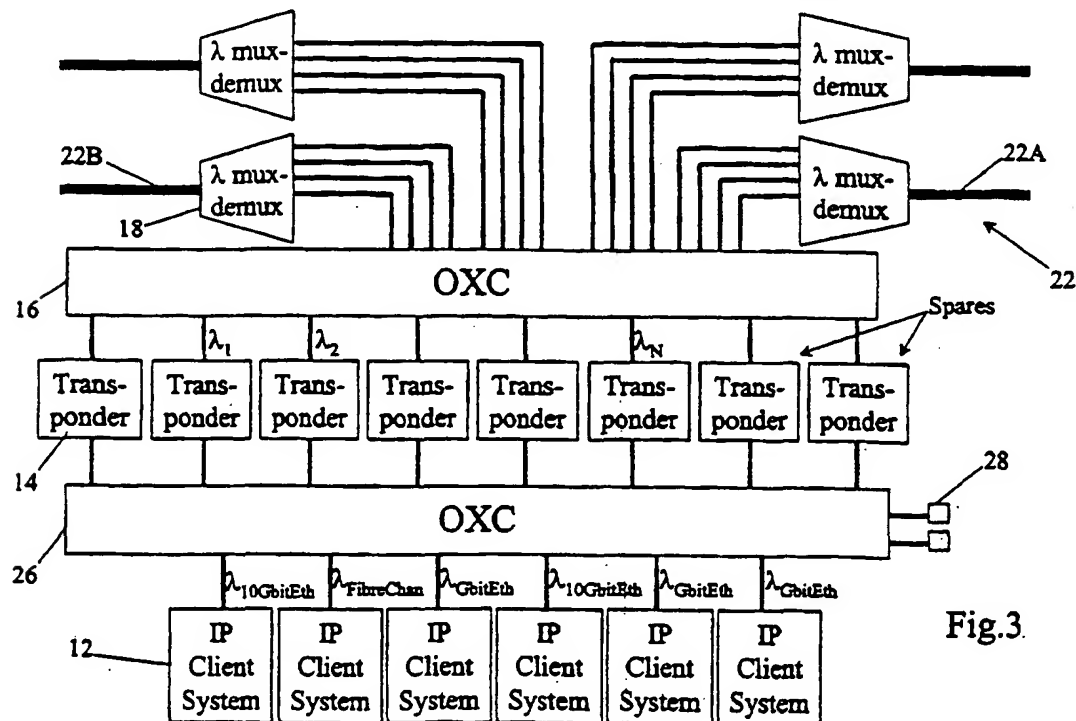 λ mux-
demux
λ mux-
demux
22B
λ mux-
demux
18
λ mux-
demux
22A
22
OXC
16
Spares
λ1
λ2
λN
Trans-
ponder
Trans-
ponder
Trans-
ponder
Trans-
ponder
Trans-
ponder
Trans-
ponder
Trans-
ponder
Trans-
ponder
14
28
OXC
26
λ10GbitEth
λFibreChan
λGbitEth
λ10GbitEth
λGbitEth
λGbitEth
12
IP
Client
System
IP
Client
System
IP
Client
System
IP
Client
System
IP
Client
System
IP
Client
System
Fig.3